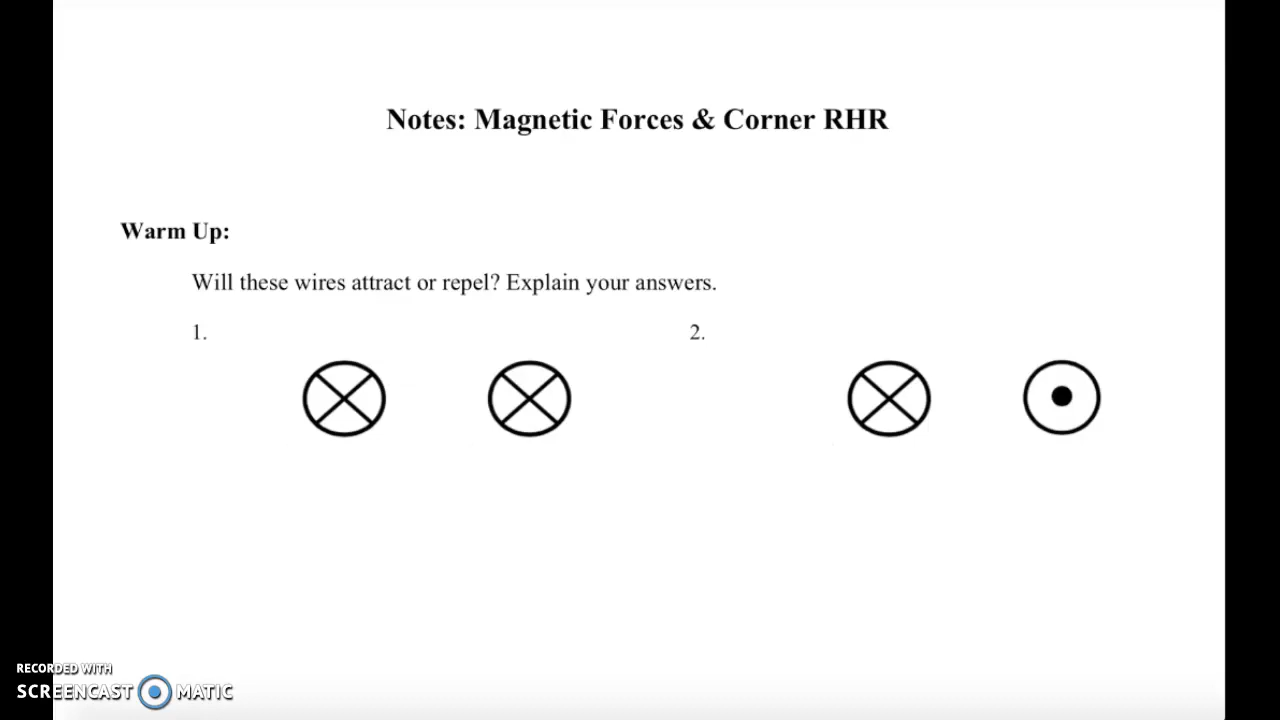 Notes: Magnetic Forces & Corner RHR
Warm Up:
Will these wires attract or repel? Explain your answers.
1. 2.
RECORDED WITH
SCREENCAST MATIC